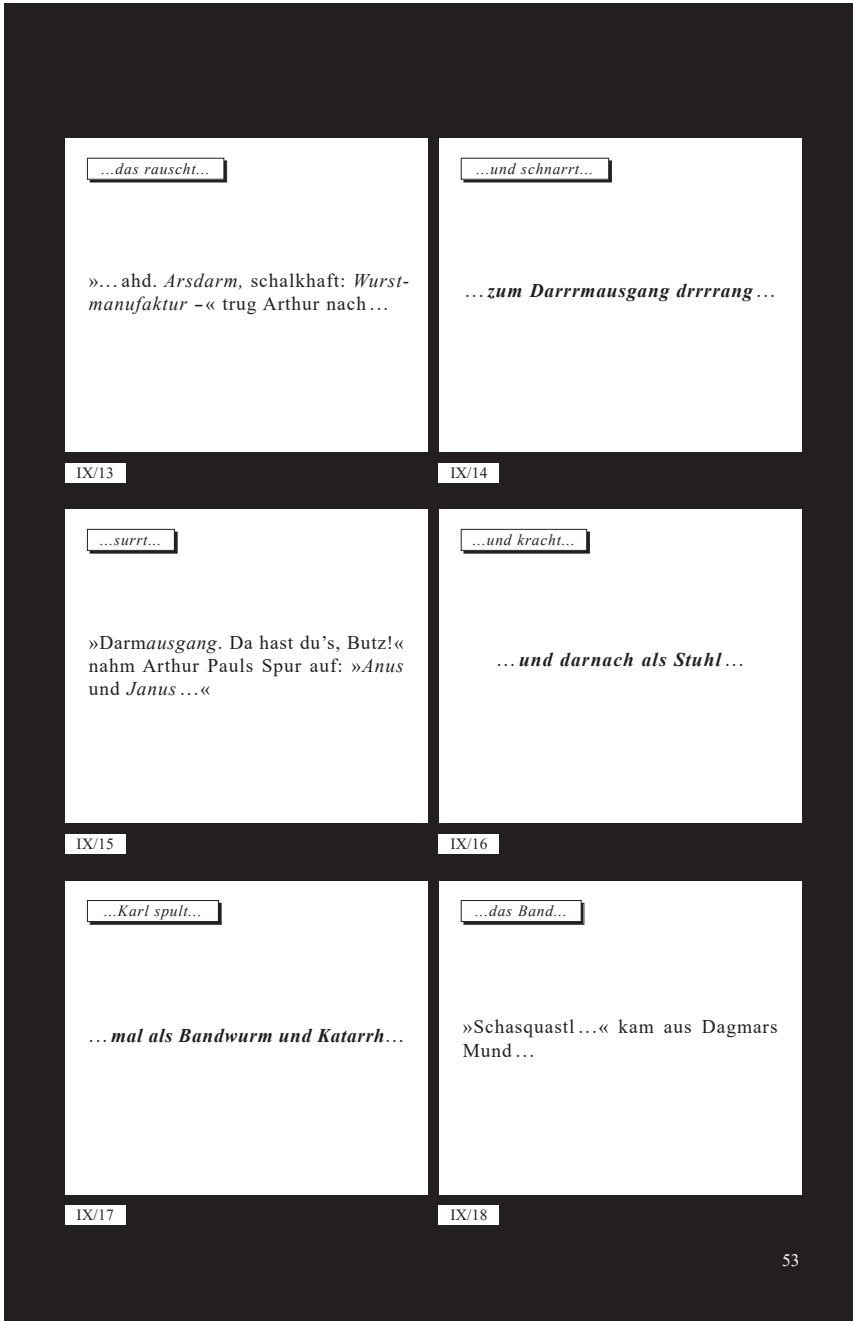 ...das rauscht...
»... ahd. Arsdarm, schalkhaft: Wurst-
manufaktur –« trug Arthur nach ...
IX/13
...und schnarrt...
... zum Darrrmausgang drrrrang ...
IX/14
...surrt...
»Darmausgang. Da hast du’s, Butz!«
nahm Arthur Pauls Spur auf: »Anus
und Janus ...«
IX/15
...und kracht...
... und darnach als Stuhl ...
IX/16
...Karl spult...
... mal als Bandwurm und Katarrh...
IX/17
...das Band...
»Schasquastl ...« kam aus Dagmars
Mund ...
IX/18
53